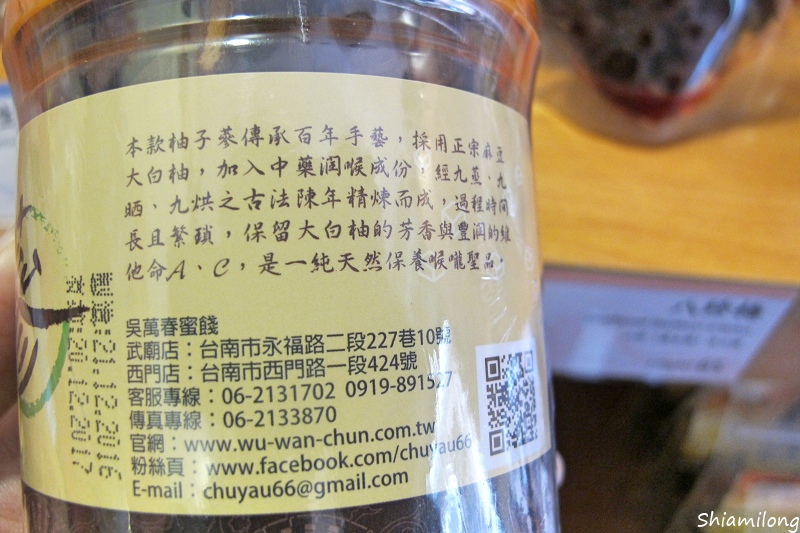 本款柚子蔘傳承百年手藝，採用正宗麻豆
大白柚，加入中藥潤喉成份，經九蒸、九
晒、九烘之古法陳年精煉而成，過程時間
長且繁瑣，保留大白柚的芳香與豐潤的維
他命A、C，是一純天然保養喉嚨聖品。
吳萬春蜜餞
武廟店：台南市永福路二段227巷10號
西門店：台南市西門路一段424號
客服專線：06-2131702 0919-891527
傳真專線：06-2133870
官網：www.wu-wan-chun.com.tw
粉絲頁：www.facebook.com/chuyau66
E-mail：chuyau66@gmail.com
Shiamilong